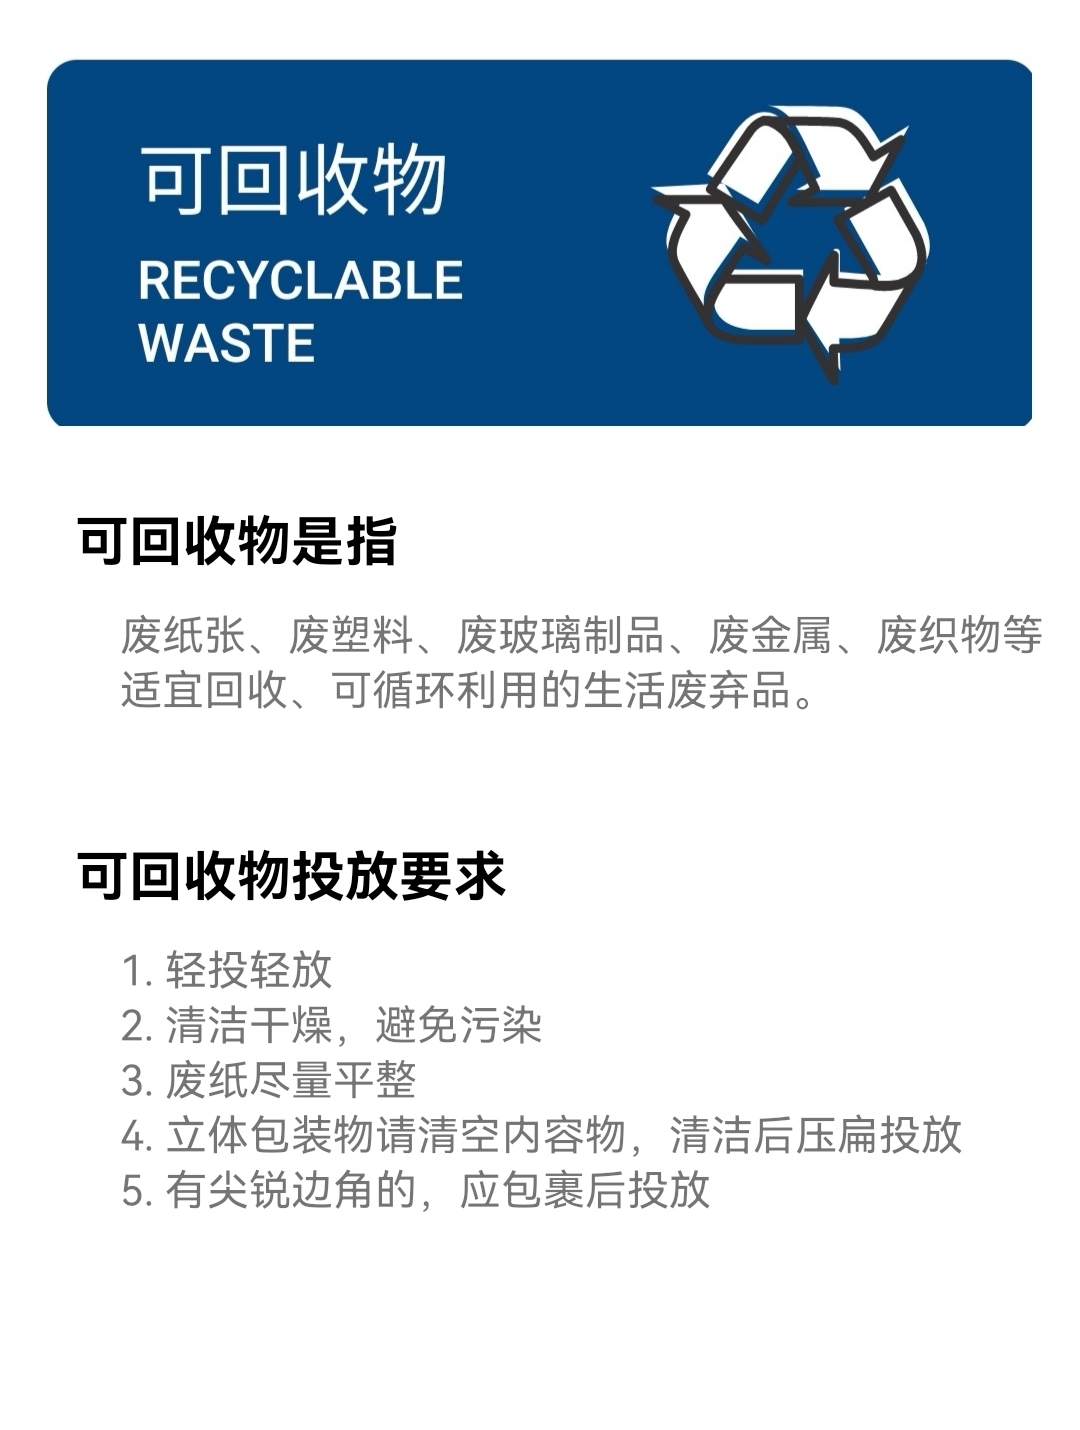 可回收物
RECYCLABLE
WASTE
可回收物是指
废纸张、废塑料、废玻璃制品、废金属、废织物等
适宜回收、可循环利用的生活废弃品。
可回收物投放要求
1. 轻投轻放
2. 清洁干燥，避免污染
3. 废纸尽量平整
4. 立体包装物请清空内容物，清洁后压扁投放
5. 有尖锐边角的，应包裹后投放